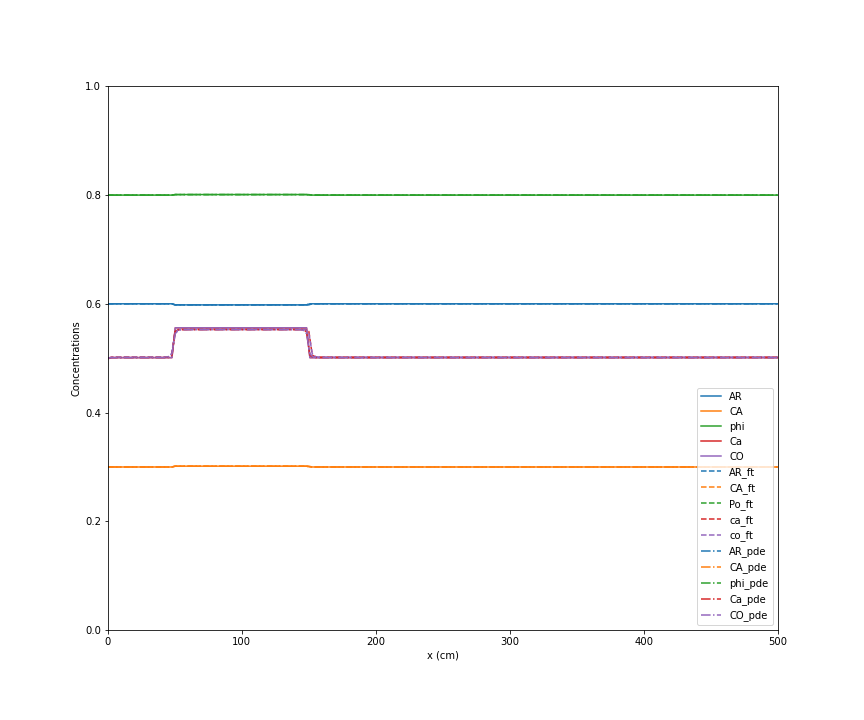 1.0
0.8
0.6
0.4
0.2
0.0
Concentrations
0
100
200
300
400
500
x (cm)
AR
CA
phi
Ca
CO
AR_ft
CA_ft
Po_ft
ca_ft
co_ft
AR_pde
CA_pde
phi_pde
Ca_pde
CO_pde